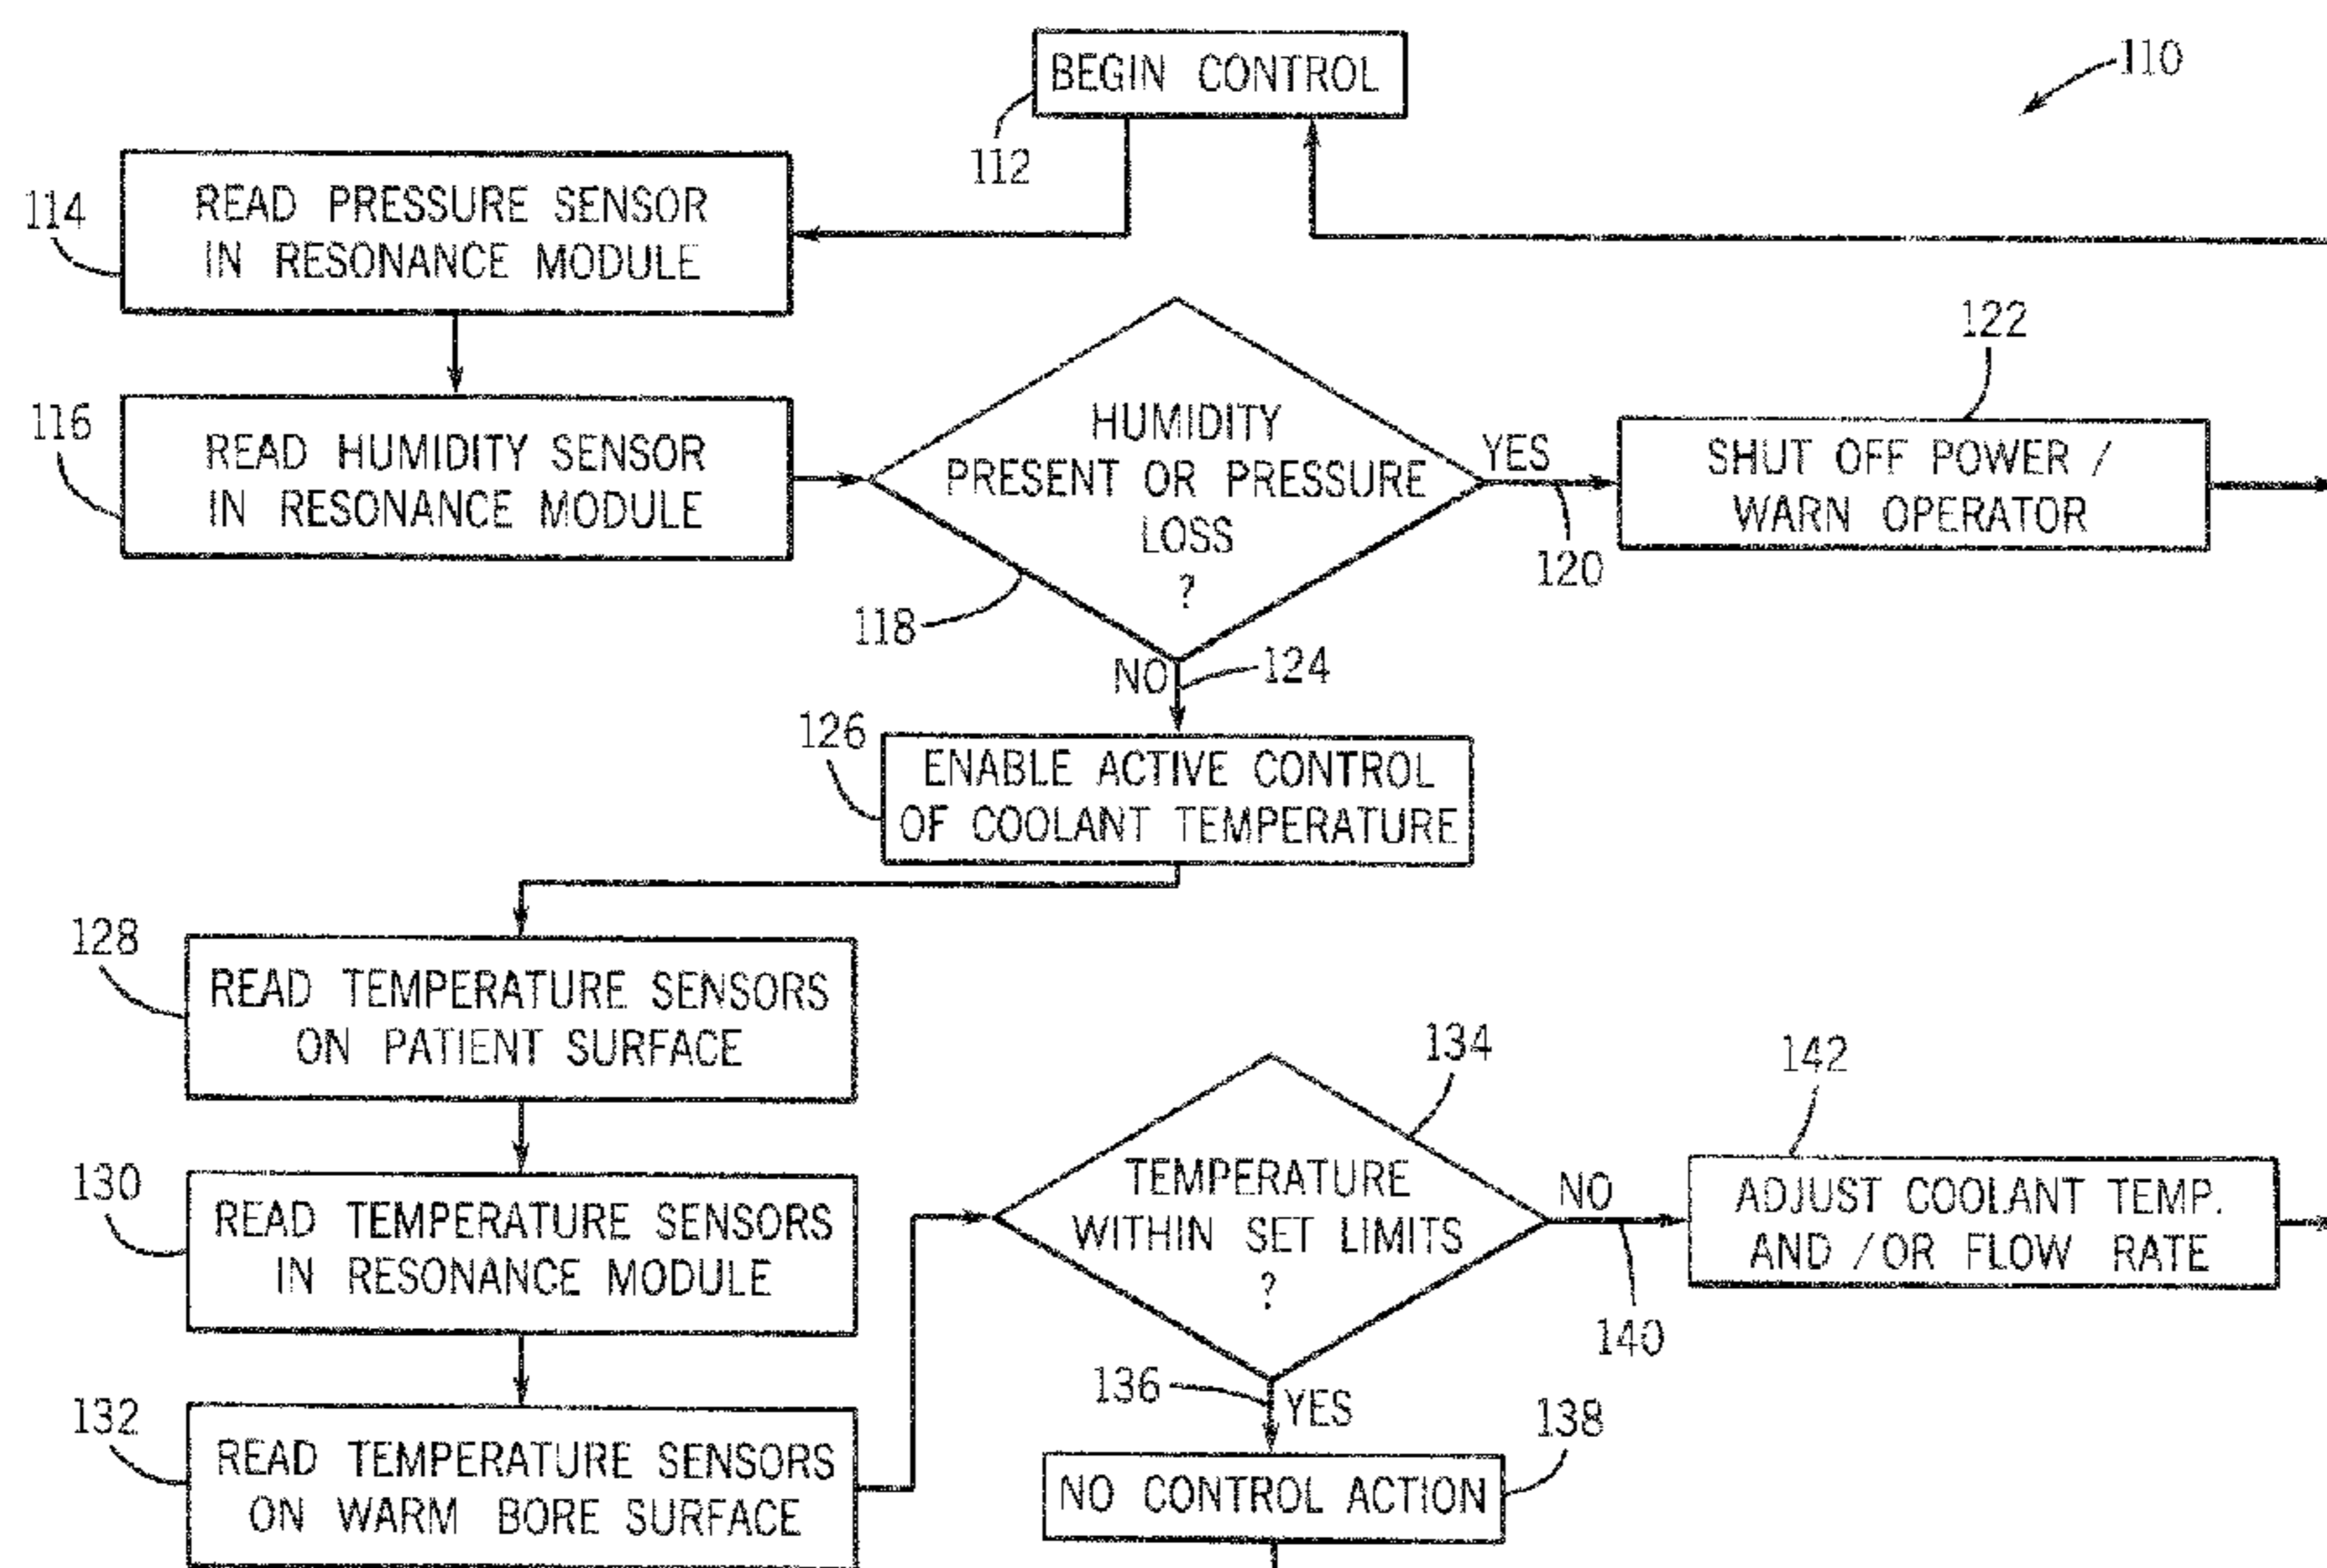 110
BEGIN CONTROL
112
114
READ PRESSURE SENSOR
IN RESONANCE MODULE
116
READ HUMIDITY SENSOR
IN RESONANCE MODULE
HUMIDITY
PRESENT OR PRESSURE
LOSS
?
118
YES
120
122
SHUT OFF POWER /
WARN OPERATOR
NO
124
126
ENABLE ACTIVE CONTROL
OF COOLANT TEMPERATURE
128
READ TEMPERATURE SENSORS
ON PATIENT SURFACE
130
READ TEMPERATURE SENSORS
IN RESONANCE MODULE
132
READ TEMPERATURE SENSORS
ON WARM BORE SURFACE
134
TEMPERATURE
WITHIN SET LIMITS
?
NO
140
142
ADJUST COOLANT TEMP.
AND /OR FLOW RATE
136
YES
138
NO CONTROL ACTION